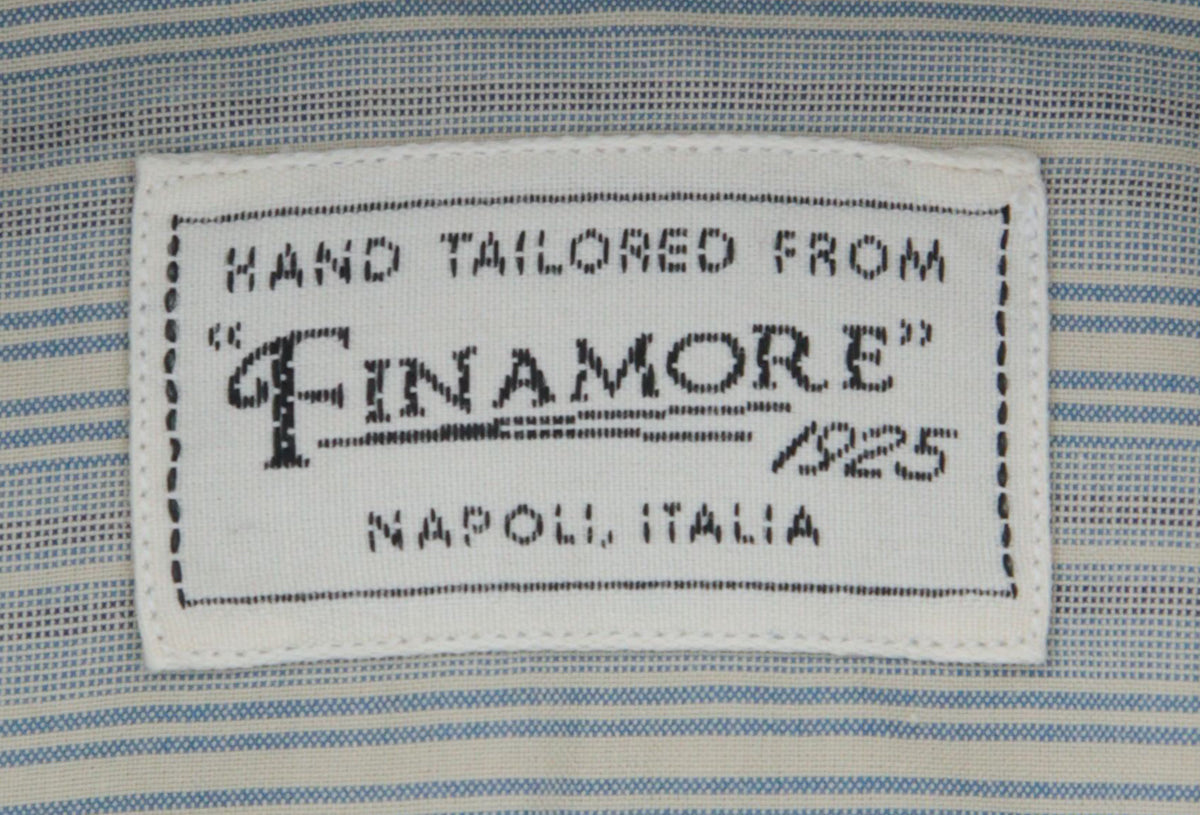 HAND TAILORED FROM
"FINAMORE"
1925
NAPOLI, ITALIA